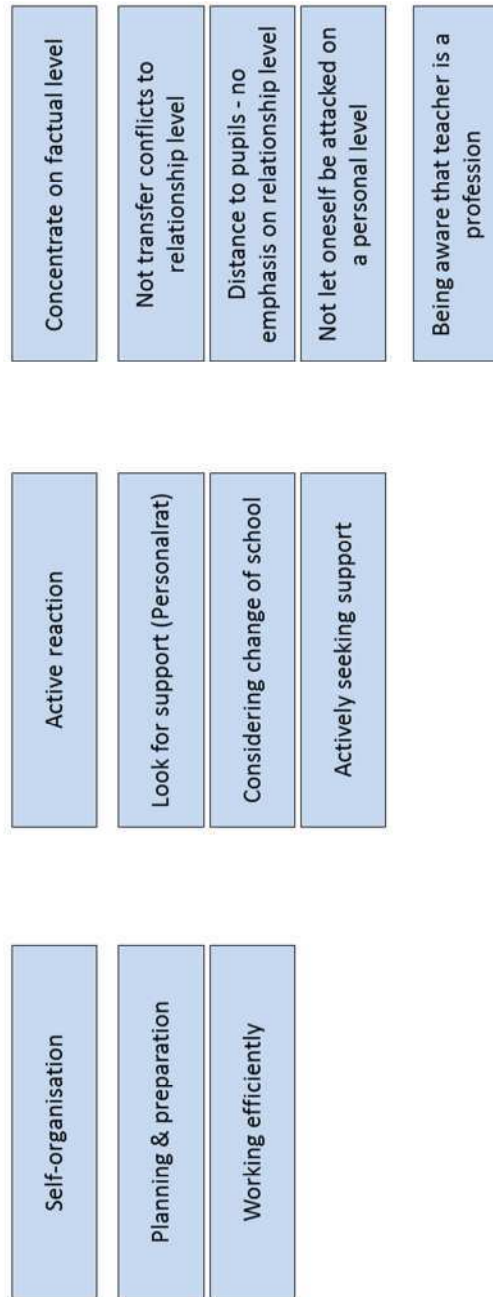 Self-organisation
Planning & preparation
Working efficiently
Active reaction
Look for support (Personalrat)
Considering change of school
Actively seeking support
Concentrate on factual level
Not transfer conflicts to
relationship level
Distance to pupils - no
emphasis on relationship level
Not let oneself be attacked on
a personal level
Being aware that teacher is a
profession